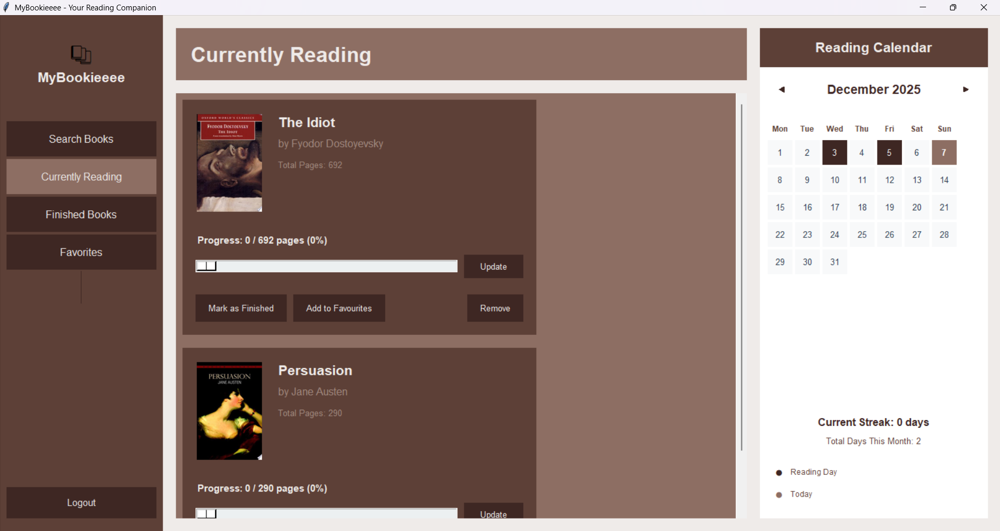 MyBookieeee - Your Reading Companion
MyBookieeee
Search Books
Currently Reading
Finished Books
Favorites
Logout
Currently Reading
OXFORD WORLD'S CLASSICS
FYODOR DOSTOEVSKY
THE IDIOT
The Idiot
by Fyodor Dostoyevsky
Total Pages: 692
Progress: 0 / 692 pages (0%)
Update
Mark as Finished
Add to Favourites
Remove
PERSUASION
JANE AUSTEN
Persuasion
by Jane Austen
Total Pages: 290
Progress: 0 / 290 pages (0%)
Update
Reading Calendar
◄ December 2025 ►
Mon Tue Wed Thu Fri Sat Sun
1 2 3 4 5 6 7
8 9 10 11 12 13 14
15 16 17 18 19 20 21
22 23 24 25 26 27 28
29 30 31
Current Streak: 0 days
Total Days This Month: 2
Reading Day
Today